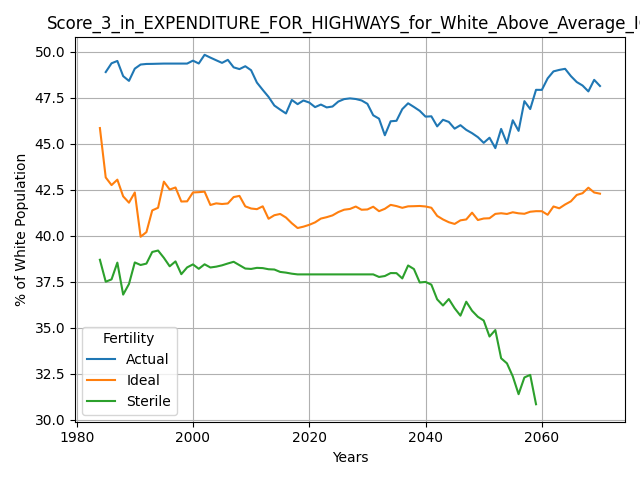 Score_3_in_EXPENDITURE_FOR_HIGHWAYS_for_White_Above_Average_I
50.0
47.5
45.0
42.5
40.0
37.5
35.0
32.5
30.0
% of White Population
Fertility
Actual
Ideal
Sterile
1980
2000
2020
2040
2060
Years